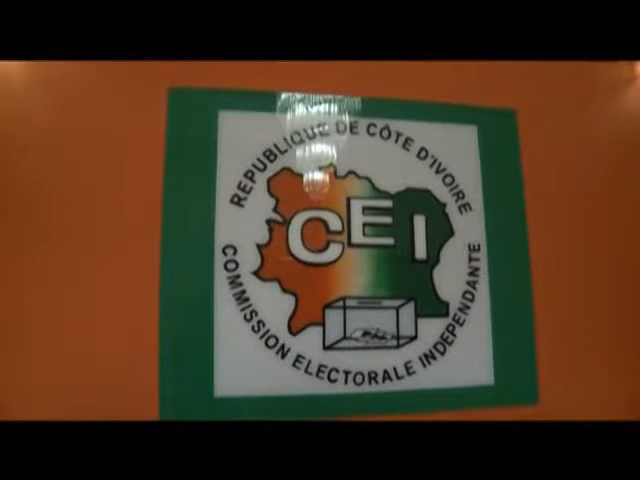 REPUBLIQUE DE CÔTE D'IVOIRE
CEI
COMMISSION ELECTORALE INDEPENDANTE